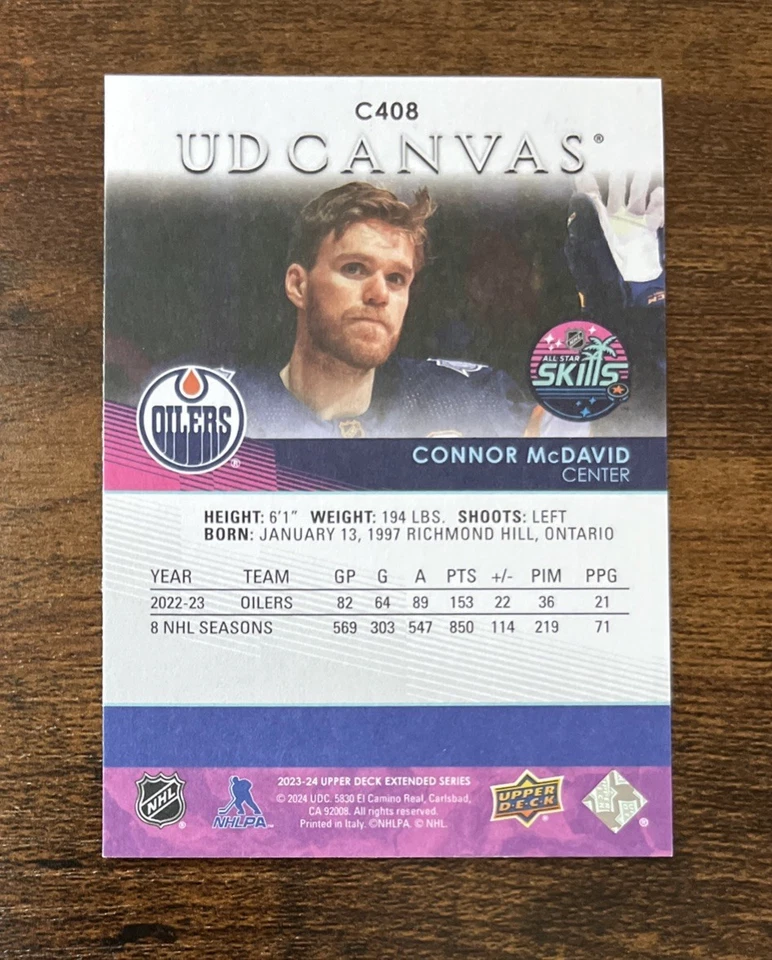 C408
UD CANVAS®
NHL
ALL STAR
SKILLS
OILERS®
CONNOR McDAVID
CENTER
HEIGHT: 6'1" WEIGHT: 194 LBS. SHOOTS: LEFT
BORN: JANUARY 13, 1997 RICHMOND HILL, ONTARIO
YEAR TEAM GP G A PTS +/- PIM PPG
2022-23 OILERS 82 64 89 153 22 36 21
8 NHL SEASONS 569 303 547 850 114 219 71
2023-24 UPPER DECK EXTENDED SERIES
© 2024 UDC. 5830 El Camino Real, Carlsbad,
CA 92008. All rights reserved.
Printed in Italy. ©NHLPA. © NHL.
NHL®
NHLPA
UPPER
DECK
®